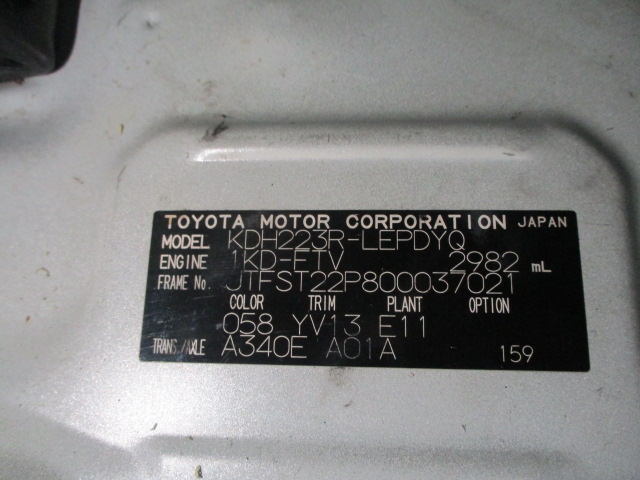 TOYOTA MOTOR CORPORATION JAPAN
MODEL KDH223R-LEPDYQ
ENGINE 1KD-FTV 2982 mL
FRAME No. JTFST22P800037021
COLOR TRIM PLANT OPTION
058 YV13 E11
TRANS/AXLE A340E A01A 159